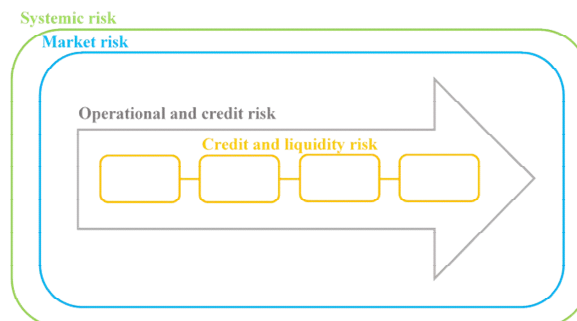 Systemic risk
Market risk
Operational and credit risk
Credit and liquidity risk